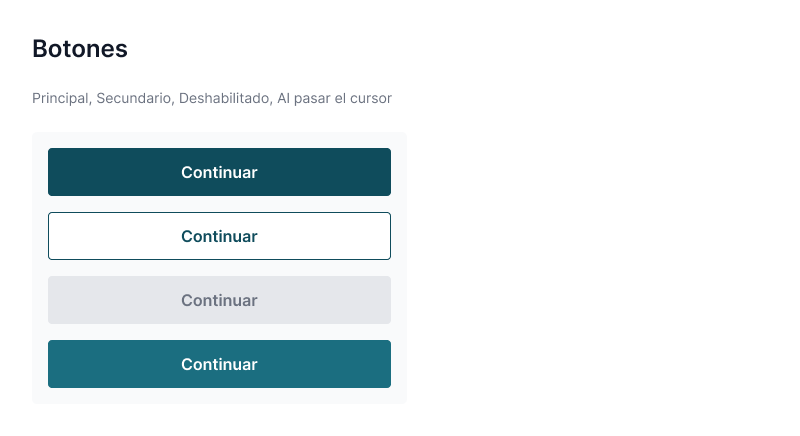 Botones
Principal, Secundario, Deshabilitado, Al pasar el cursor
Continuar
Continuar
Continuar
Continuar